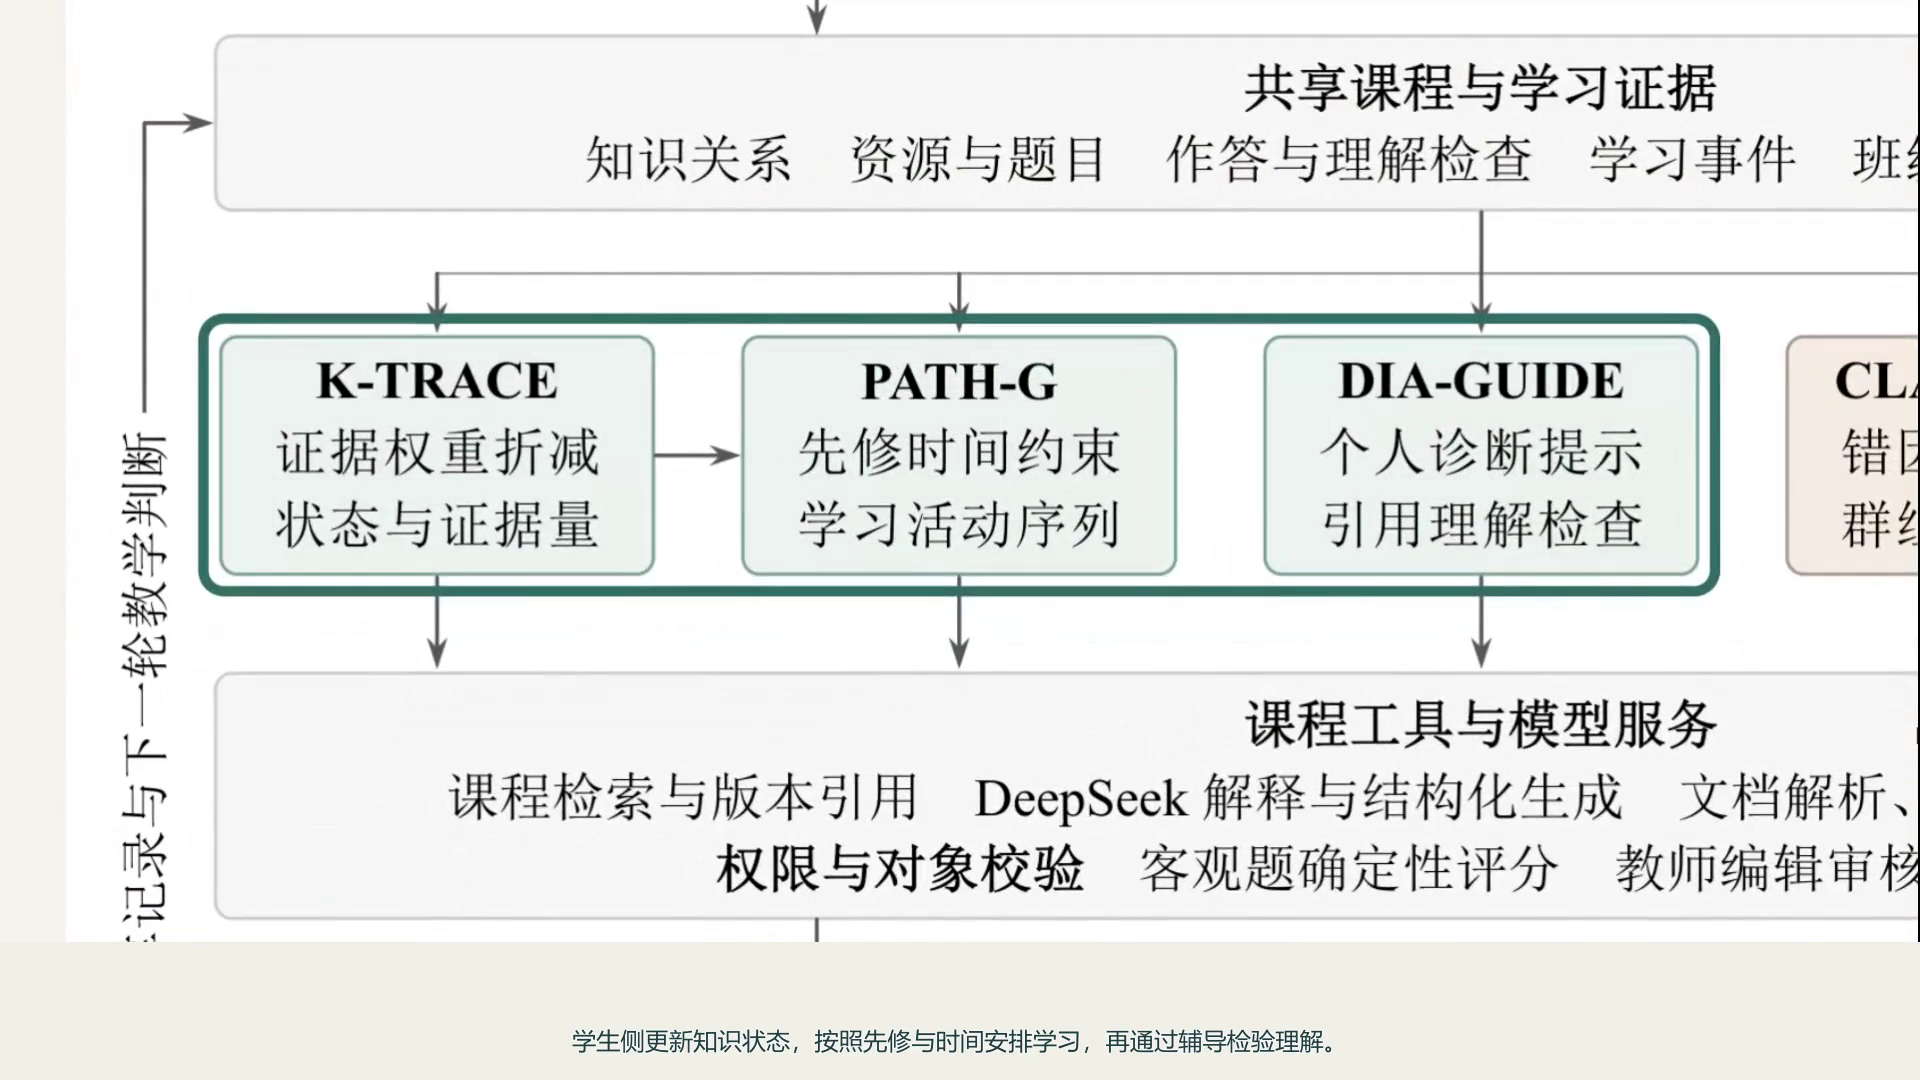 共享课程与学习证据
知识关系 资源与题目 作答与理解检查 学习事件 班
K-TRACE
证据权重折减
状态与证据量
PATH-G
先修时间约束
学习活动序列
DIA-GUIDE
个人诊断提示
引用理解检查
CLA
错因
群组
记录与下一轮教学判断
课程工具与模型服务
课程检索与版本引用 DeepSeek 解释与结构化生成 文档解析、
权限与对象校验 客观题确定性评分 教师编辑审核
学生侧更新知识状态，按照先修与时间安排学习，再通过辅导检验理解。